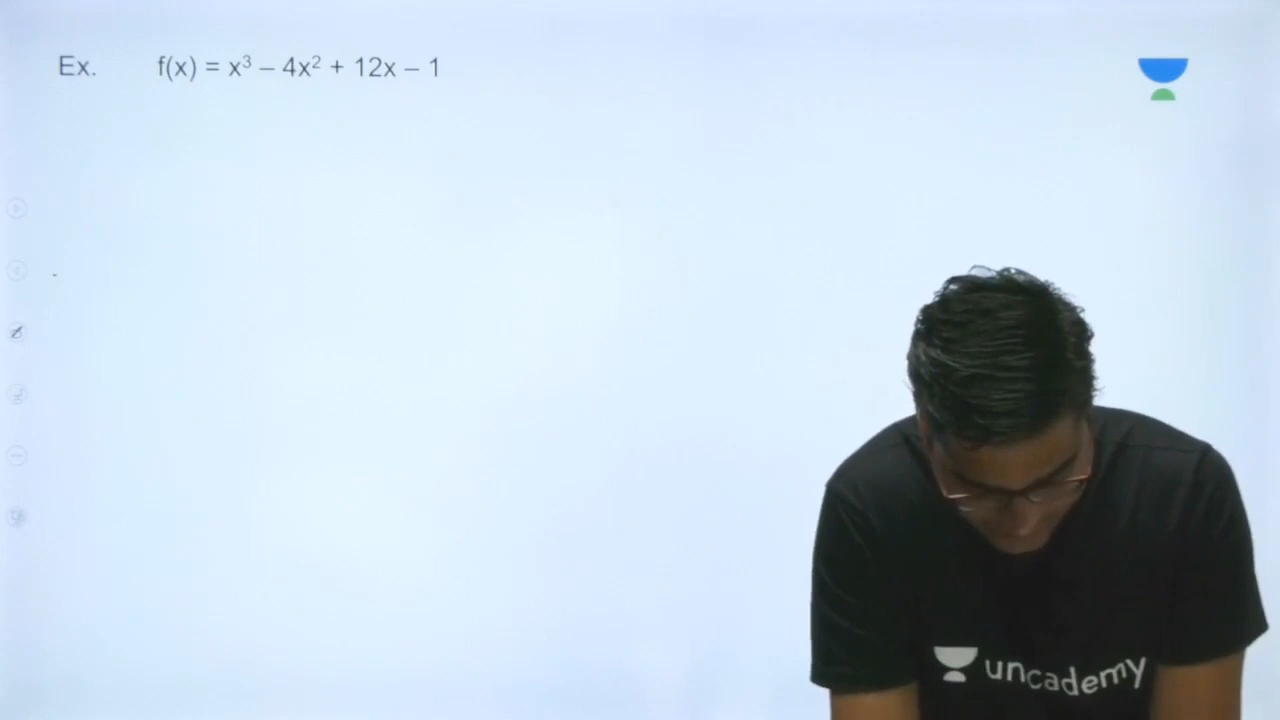 Ex. f(x) = x³ – 4x² + 12x – 1
unacademy